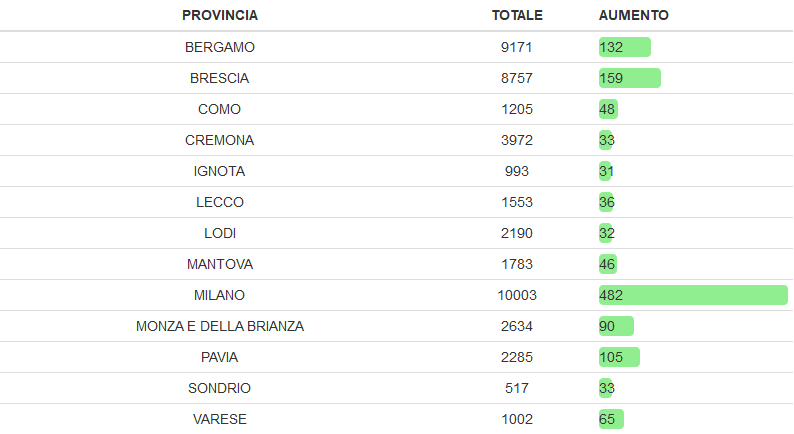 PROVINCIA TOTALE AUMENTO
BERGAMO 9171 132
BRESCIA 8757 159
COMO 1205 48
CREMONA 3972 33
IGNOTA 993 31
LECCO 1553 36
LODI 2190 32
MANTOVA 1783 46
MILANO 10003 482
MONZA E DELLA BRIANZA 2634 90
PAVIA 2285 105
SONDRIO 517 33
VARESE 1002 65